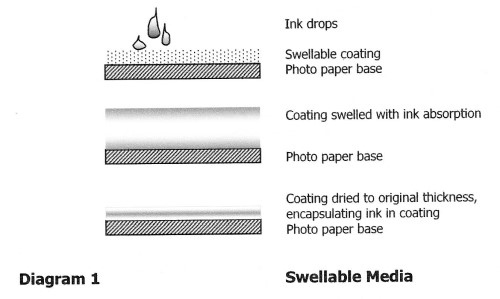 Ink drops
Swellable coating
Photo paper base
Coating swelled with ink absorption
Photo paper base
Coating dried to original thickness,
encapsulating ink in coating
Photo paper base
Diagram 1
Swellable Media